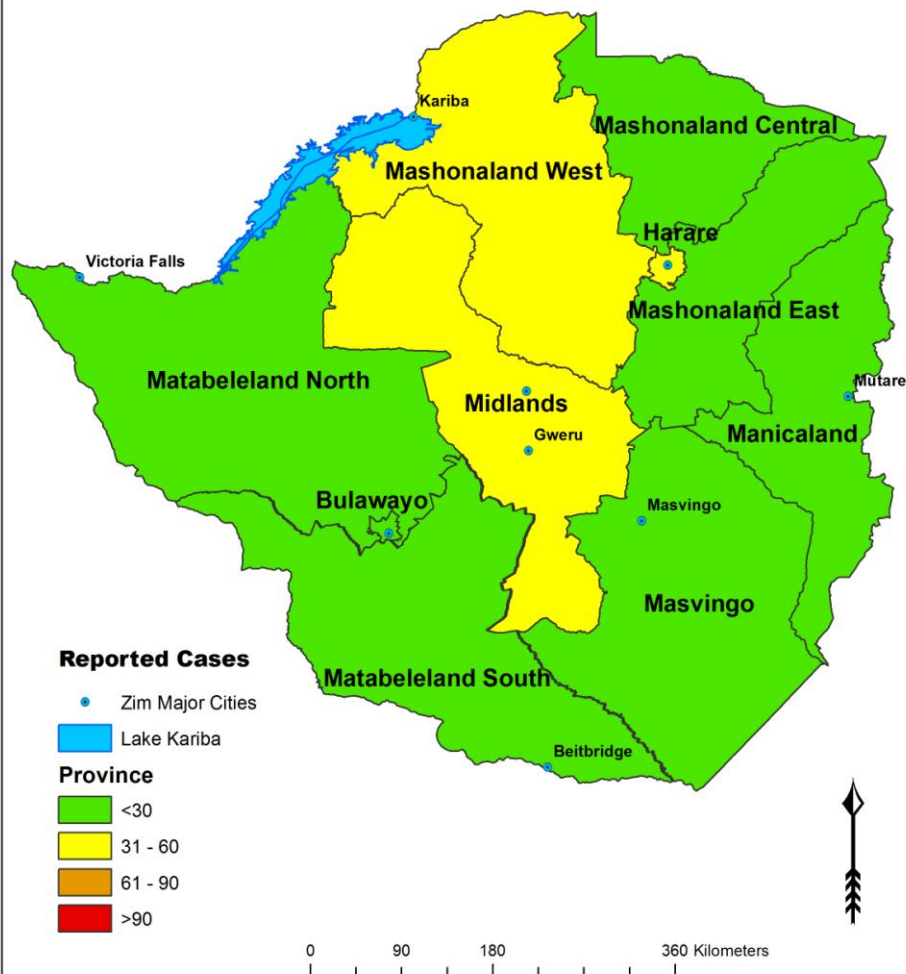 Kariba
Mashonaland Central
Mashonaland West
Harare
Victoria Falls
Mashonaland East
Matabeleland North
Mutare
Midlands
Manicaland
Gweru
Bulawayo
Masvingo
Masvingo
Reported Cases
Matabeleland South
Zim Major Cities
Lake Kariba
Beitbridge
Province
<30
31 - 60
61 - 90
>90
0 90 180 360 Kilometers